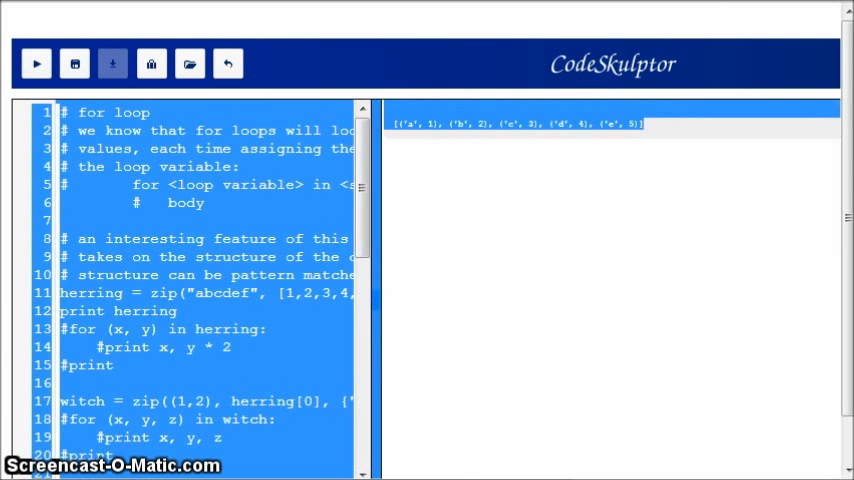 CodeSkulptor
1 # for loop
2 # we know that for loops will loo
3 # values, each time assigning the
4 # the loop variable:
5 # for <loop variable> in <s
6 # body
7
8 # an interesting feature of this
9 # takes on the structure of the c
10 # structure can be pattern matche
11 herring = zip("abcdef", [1,2,3,4,
12 print herring
13 #for (x, y) in herring:
14 #print x, y * 2
15 #print
16
17 witch = zip((1,2), herring[0], {'
18 #for (x, y, z) in witch:
19 #print x, y, z
20 #print
[('a', 1), ('b', 2), ('c', 3), ('d', 4), ('e', 5)]
Screencast-O-Matic.com